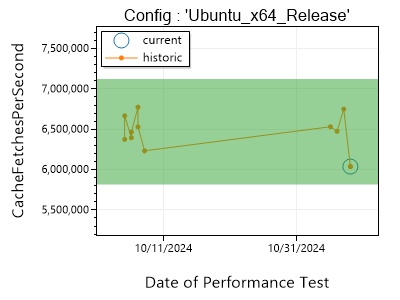 Config : 'Ubuntu_x64_Release'
current
historic
CacheFetchesPerSecond
7,500,000
7,000,000
6,500,000
6,000,000
5,500,000
10/11/2024
10/31/2024
Date of Performance Test